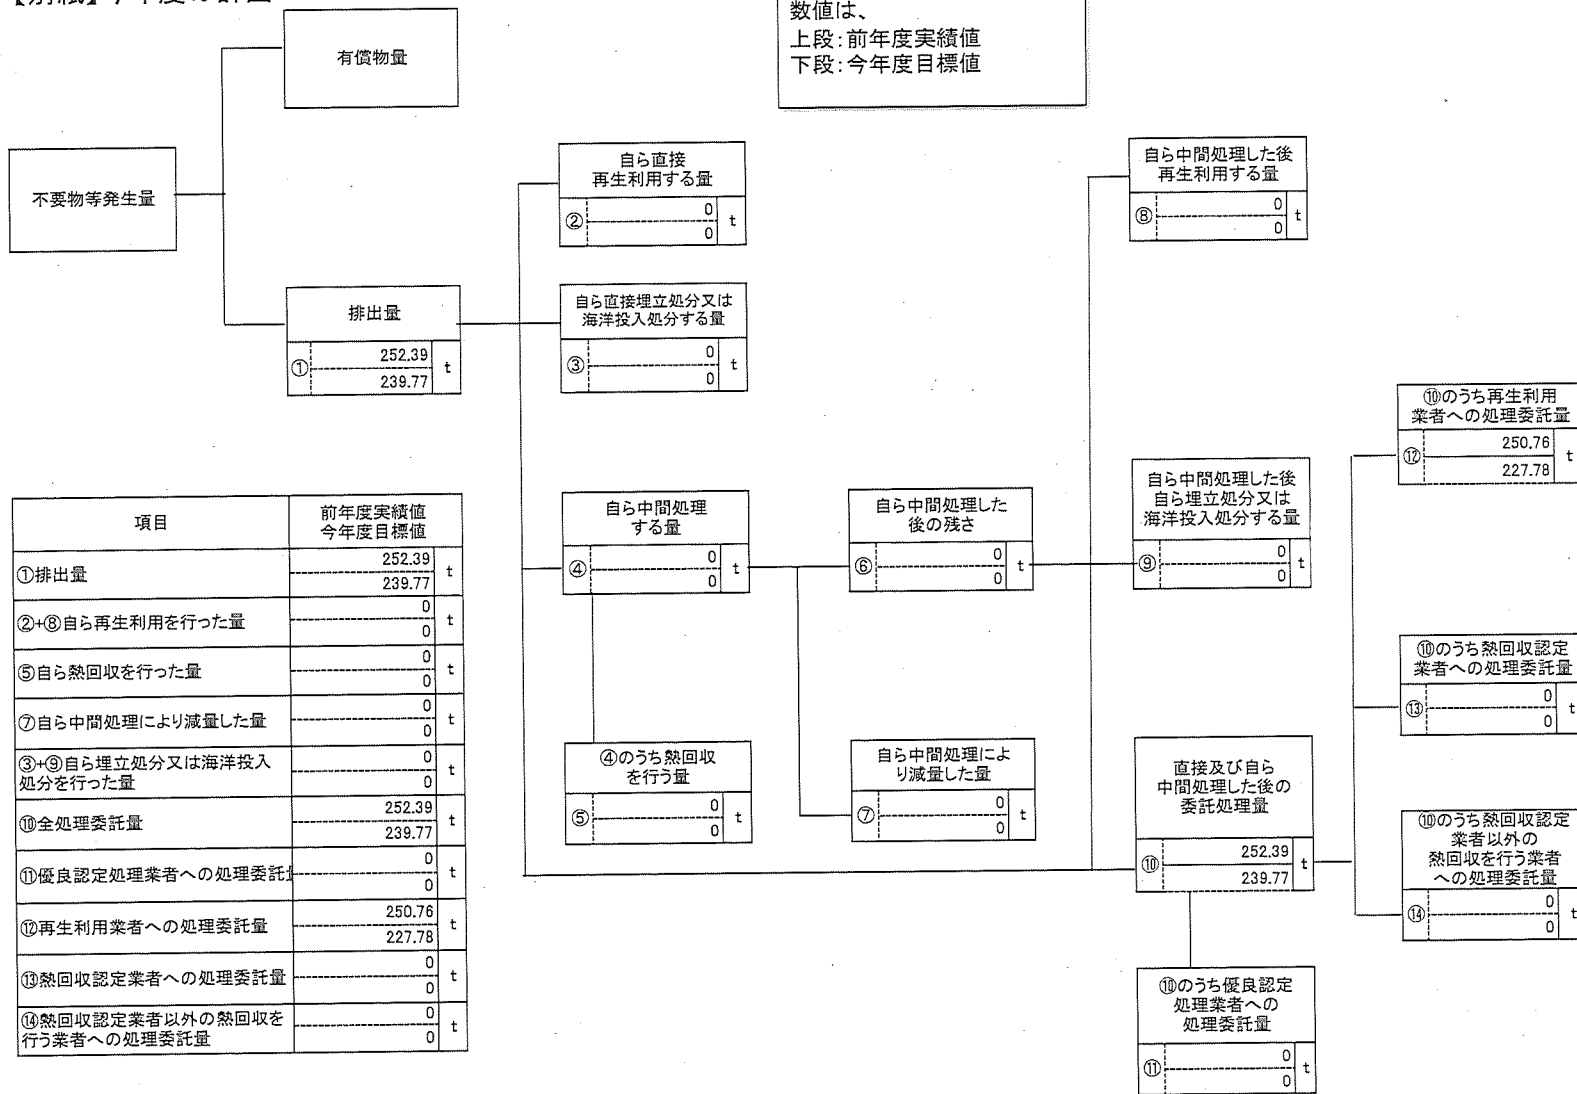 数値は、
上段:前年度実績値
下段:今年度目標値
有償物量
不要物等発生量
排出量
①
252.39
239.77
t
自ら直接
再生利用する量
②
0
0
t
自ら直接埋立処分又は
海洋投入処分する量
③
0
0
t
自ら中間処理
する量
④
0
0
t
④のうち熱回収
を行う量
⑤
0
0
t
自ら中間処理した
後の残さ
⑥
0
0
t
自ら中間処理によ
り減量した量
⑦
0
0
t
自ら中間処理した後
再生利用する量
⑧
0
0
t
自ら中間処理した後
自ら埋立処分又は
海洋投入処分する量
⑨
0
0
t
直接及び自ら
中間処理した後の
委託処理量
⑩
252.39
239.77
t
⑩のうち優良認定
処理業者への
処理委託量
⑪
0
0
t
⑩のうち再生利用
業者への処理委託量
⑫
250.76
227.78
t
⑩のうち熱回収認定
業者への処理委託量
⑬
0
0
t
⑩のうち熱回収認定
業者以外の
熱回収を行う業者
への処理委託量
⑭
0
0
t
項目
前年度実績値
今年度目標値
①排出量
252.39
239.77
t
②+⑧自ら再生利用を行った量
0
0
t
⑤自ら熱回収を行った量
0
0
t
⑦自ら中間処理により減量した量
0
0
t
③+⑨自ら埋立処分又は海洋投入
処分を行った量
0
0
t
⑩全処理委託量
252.39
239.77
t
⑪優良認定処理業者への処理委託
0
0
t
⑫再生利用業者への処理委託量
250.76
227.78
t
⑬熱回収認定業者への処理委託量
0
0
t
⑭熱回収認定業者以外の熱回収を
行う業者への処理委託量
0
0
t